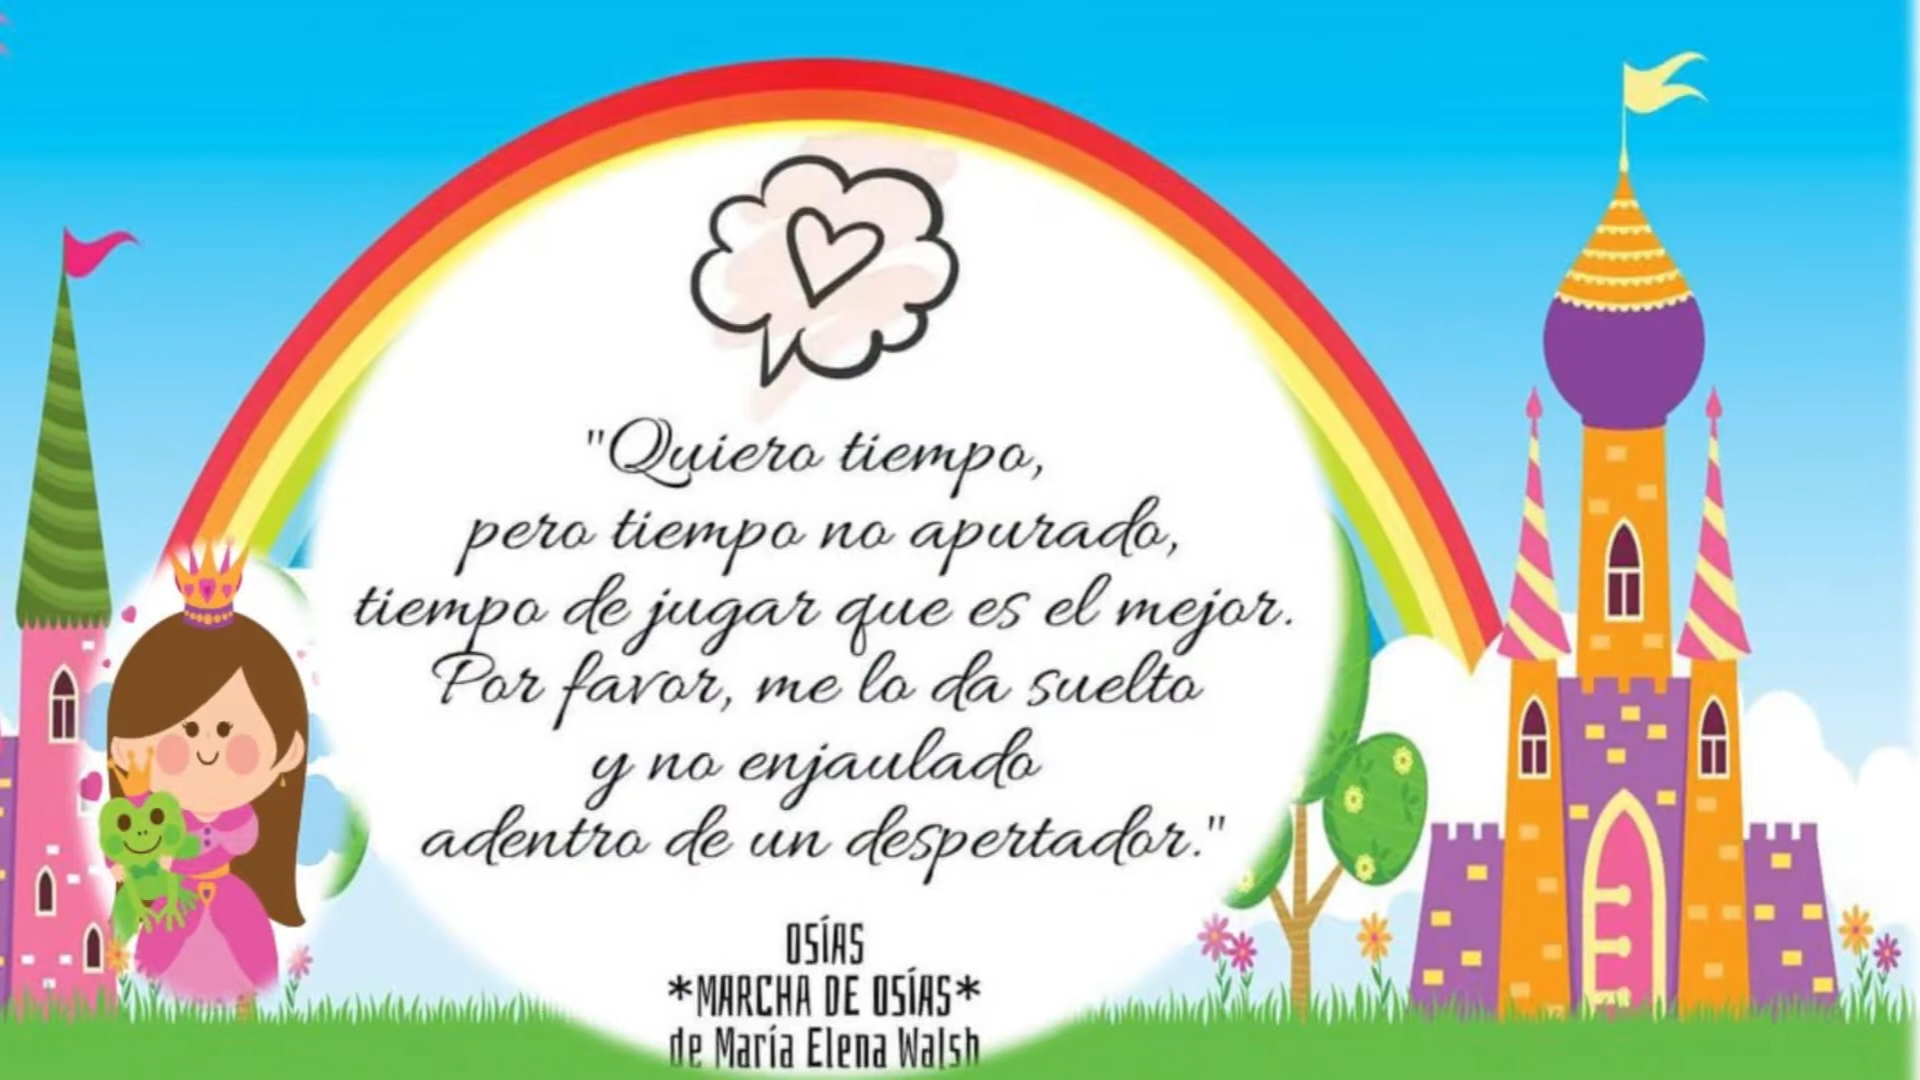 "Quiero tiempo,
pero tiempo no apurado,
tiempo de jugar que es el mejor.
Por favor, me lo da suelto
y no enjaulado
adentro de un despertador."
OSÍAS
*MARCHA DE OSÍAS*
de María Elena Walsh